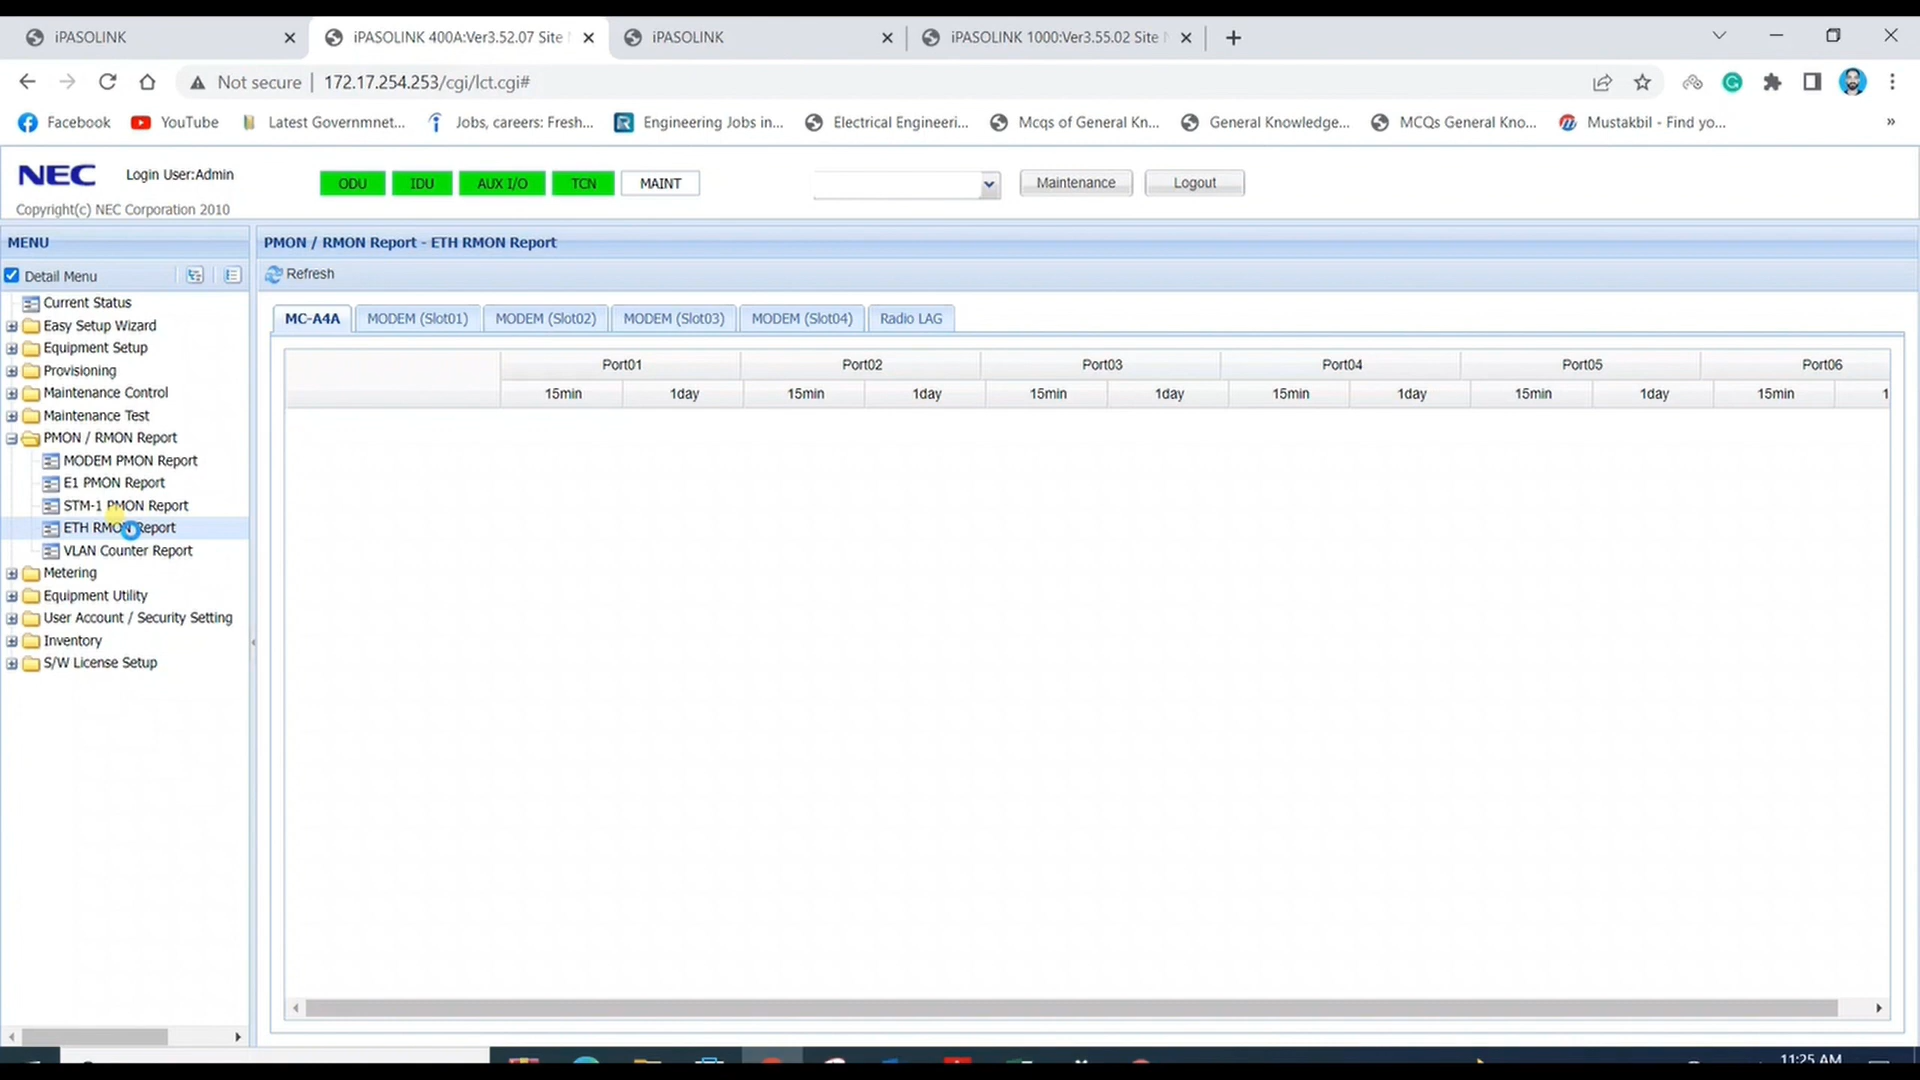 iPASOLINK
iPASOLINK 400A:Ver3.52.07 Site
iPASOLINK
iPASOLINK 1000:Ver3.55.02 Site
Not secure
172.17.254.253/cgi/lct.cgi#
Facebook
YouTube
Latest Governmnet...
Jobs, careers: Fresh...
Engineering Jobs in...
Electrical Engineeri...
Mcqs of General Kn...
General Knowledge...
MCQs General Kno...
Mustakbil - Find yo...
»
NEC
Login User:Admin
Copyright(c) NEC Corporation 2010
ODU
IDU
AUX I/O
TCN
MAINT
Maintenance
Logout
MENU
Detail Menu
Current Status
Easy Setup Wizard
Equipment Setup
Provisioning
Maintenance Control
Maintenance Test
PMON / RMON Report
MODEM PMON Report
E1 PMON Report
STM-1 PMON Report
ETH RMON Report
VLAN Counter Report
Metering
Equipment Utility
User Account / Security Setting
Inventory
S/W License Setup
PMON / RMON Report - ETH RMON Report
Refresh
MC-A4A
MODEM (Slot01)
MODEM (Slot02)
MODEM (Slot03)
MODEM (Slot04)
Radio LAG
Port01 Port02 Port03 Port04 Port05 Port06
15min 1day 15min 1day 15min 1day 15min 1day 15min 1day 15min 1
11:25 AM